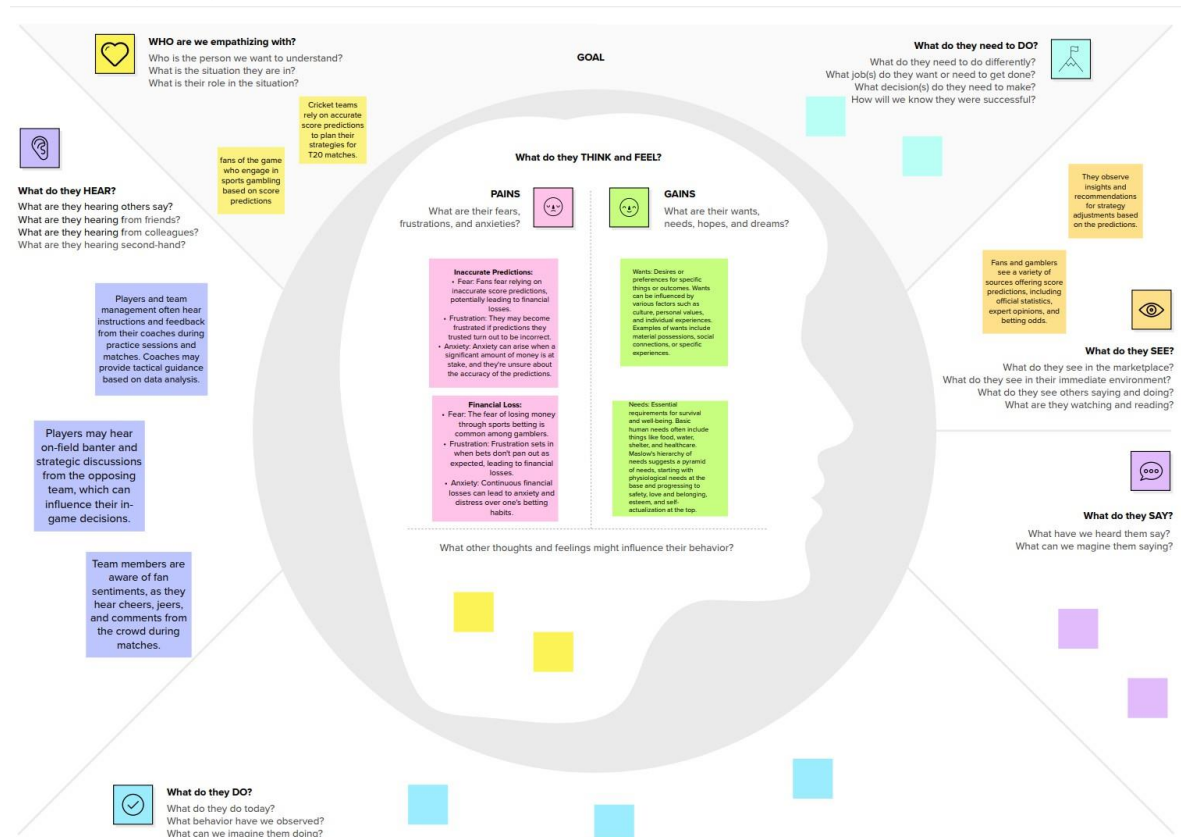 WHO are we empathizing with?
Who is the person we want to understand?
What is the situation they are in?
What is their role in the situation?
GOAL
What do they need to DO?
What do they need to do differently?
What job(s) do they want or need to get done?
What decision(s) do they need to make?
How will we know they were successful?
Cricket teams
rely on accurate
score predictions
to plan their
strategies for
T20 matches.
fans of the game
who engage in
sports gambling
based on score
predictions
What do they HEAR?
What are they hearing others say?
What are they hearing from friends?
What are they hearing from colleagues?
What are they hearing second-hand?
Players and team
management often hear
instructions and feedback
from their coaches during
practice sessions and
matches. Coaches may
provide tactical guidance
based on data analysis.
Players may hear
on-field banter and
strategic discussions
from the opposing
team, which can
influence their in-
game decisions.
Team members are
aware of fan
sentiments, as they
hear cheers, jeers,
and comments from
the crowd during
matches.
What do they THINK and FEEL?
PAINS
What are their fears,
frustrations, and anxieties?
GAINS
What are their wants,
needs, hopes, and dreams?
Inaccurate Predictions:
• Fear: Fans fear relying on
inaccurate score predictions,
potentially leading to financial
losses.
• Frustration: They may become
frustrated if predictions they
trusted turn out to be incorrect.
• Anxiety: Anxiety can arise when a
significant amount of money is at
stake, and they're unsure about
the accuracy of the predictions.
Financial Loss:
• Fear: The fear of losing money
through sports betting is
common among gamblers.
• Frustration: Frustration sets in
when bets don't pan out as
expected, leading to financial
losses.
• Anxiety: Continuous financial
losses can lead to anxiety and
distress over one's betting
habits.
Wants: Desires or
preferences for specific
things or outcomes. Wants
can be influenced by
various factors such as
culture, personal values,
and individual experiences.
Examples of wants include
material possessions, social
connections, or specific
experiences.
Needs: Essential
requirements for survival
and well-being. Basic
human needs often include
things like food, water,
shelter, and healthcare.
Maslow's hierarchy of
needs suggests a pyramid
of needs, starting with
physiological needs at the
base and progressing to
safety, love and belonging,
esteem, and self-
actualization at the top.
What other thoughts and feelings might influence their behavior?
They observe
insights and
recommendations
for strategy
adjustments based
on the predictions.
Fans and gamblers
see a variety of
sources offering score
predictions, including
official statistics,
expert opinions, and
betting odds.
What do they SEE?
What do they see in the marketplace?
What do they see in their immediate environment?
What do they see others saying and doing?
What are they watching and reading?
What do they SAY?
What have we heard them say?
What can we magine them saying?
What do they DO?
What do they do today?
What behavior have we observed?
What can we imagine them doing?